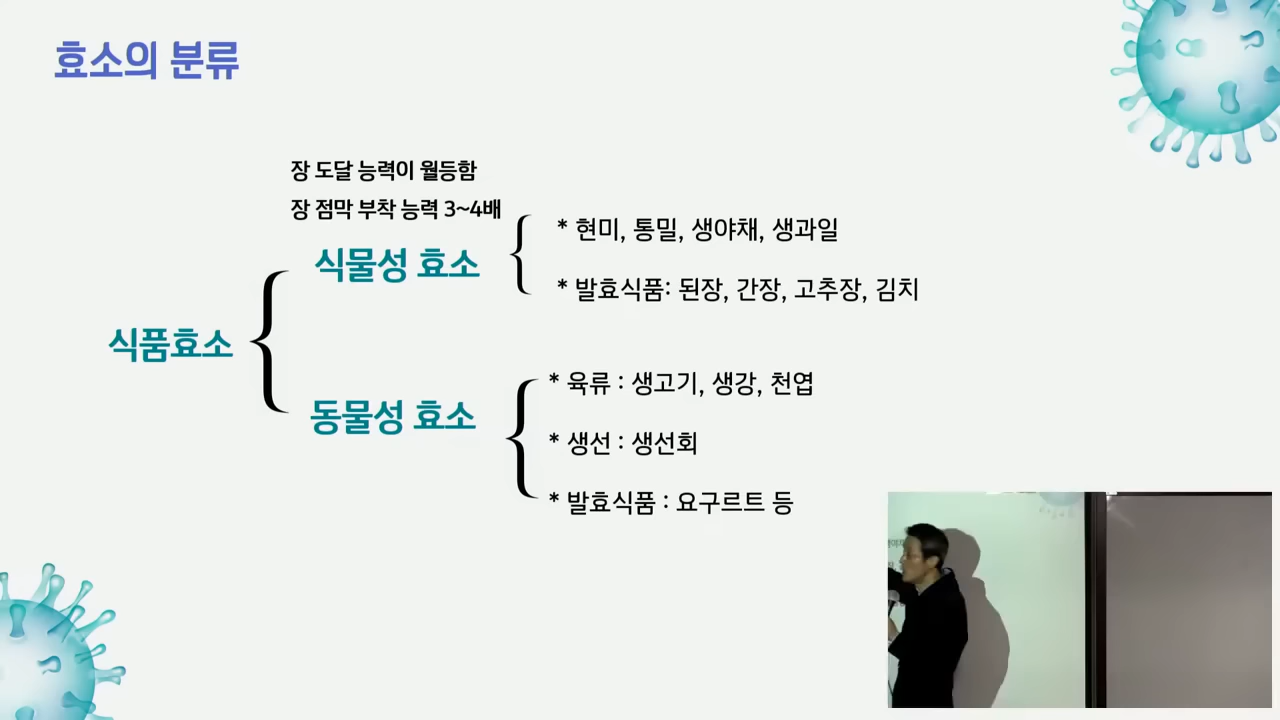 효소의 분류
장 도달 능력이 월등함
장 점막 부착 능력 3~4배
식물성 효소
* 현미, 통밀, 생야채, 생과일
* 발효식품: 된장, 간장, 고추장, 김치
식품효소
동물성 효소
* 육류 : 생고기, 생강, 천엽
* 생선 : 생선회
* 발효식품 : 요구르트 등